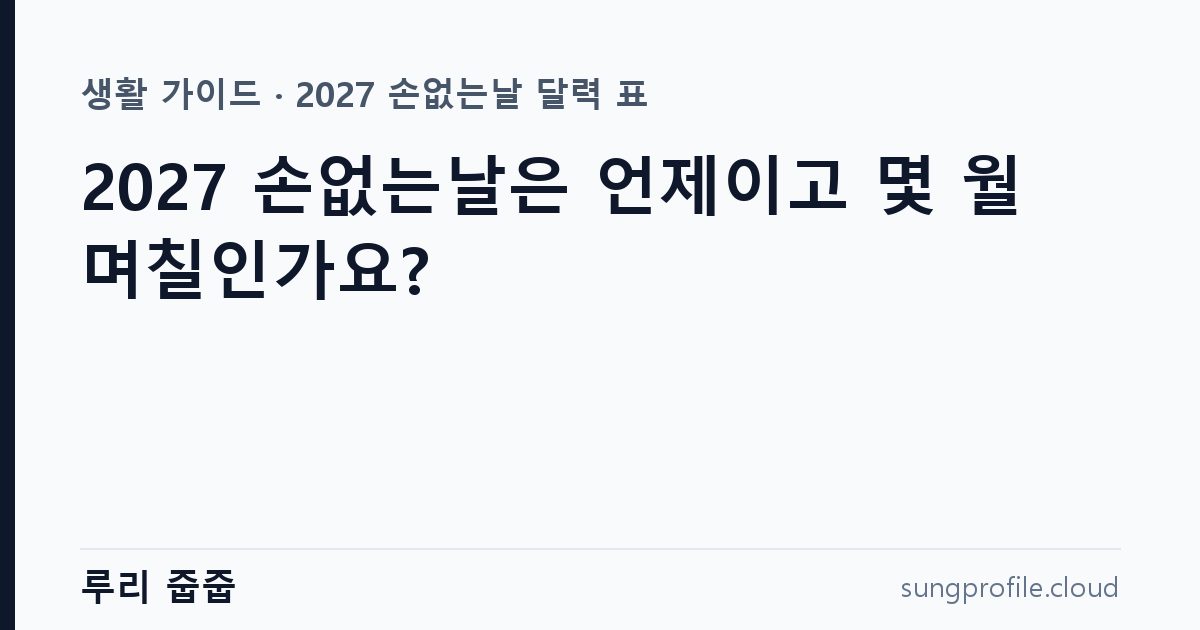 생활 가이드 · 2027 손없는날 달력 표
2027 손없는날은 언제이고 몇 월
며칠인가요?
루리 줍줍
sungprofile.cloud